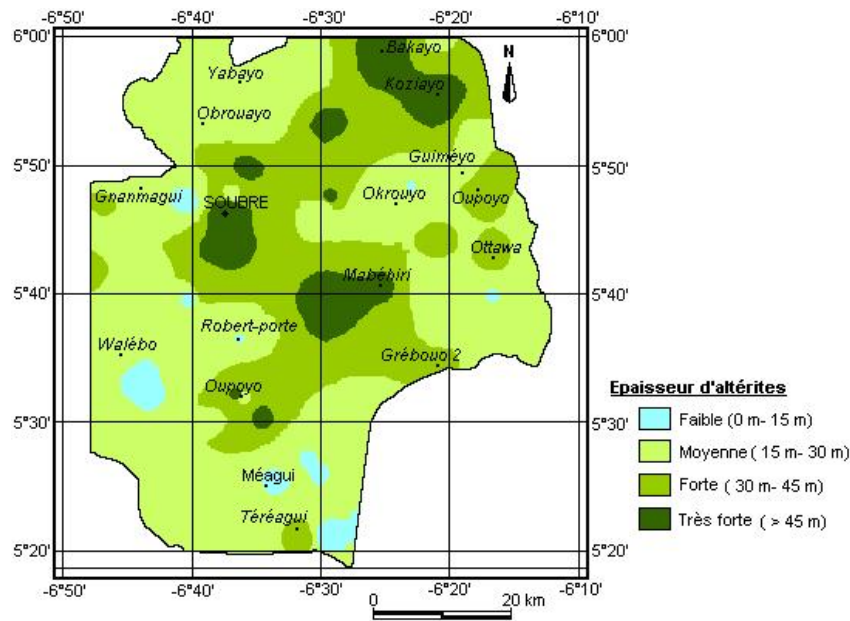 -6°50' -6°40' -6°30' -6°20' -6°10'
6°00' 6°00'
Bakayo
N
Yabayo
Koziayo
Obrouayo
5°50' 5°50'
Guiméyo
Gnanmagui
SOUBRE
Okrouyo
Oupoyo
Ottawa
Mabéhiri
5°40' 5°40'
Robert-porte
Walébo
Grébouo 2
Oupoyo
Epaisseur d'altérites
Faible (0 m- 15 m)
5°30' 5°30'
Moyenne ( 15 m- 30 m)
Méagui
Forte ( 30 m- 45 m)
Téréagui
Très forte ( > 45 m)
5°20' 5°20'
-6°50' -6°40' -6°30' -6°20' -6°10'
0 20 km